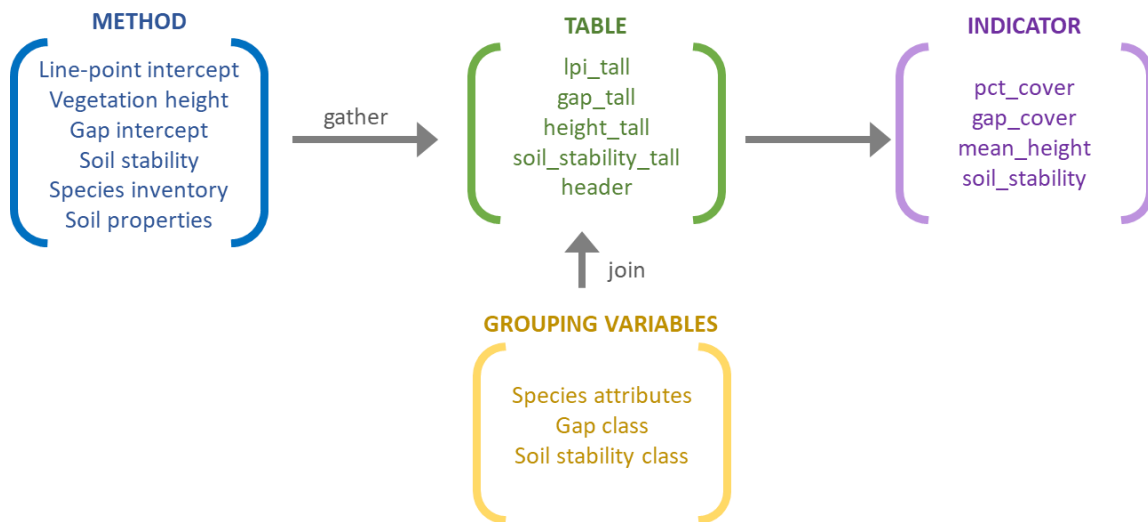 METHOD
Line-point intercept
Vegetation height
Gap intercept
Soil stability
Species inventory
Soil properties
gather
TABLE
lpi_tall
gap_tall
height_tall
soil_stability_tall
header
INDICATOR
pct_cover
gap_cover
mean_height
soil_stability
join
GROUPING VARIABLES
Species attributes
Gap class
Soil stability class